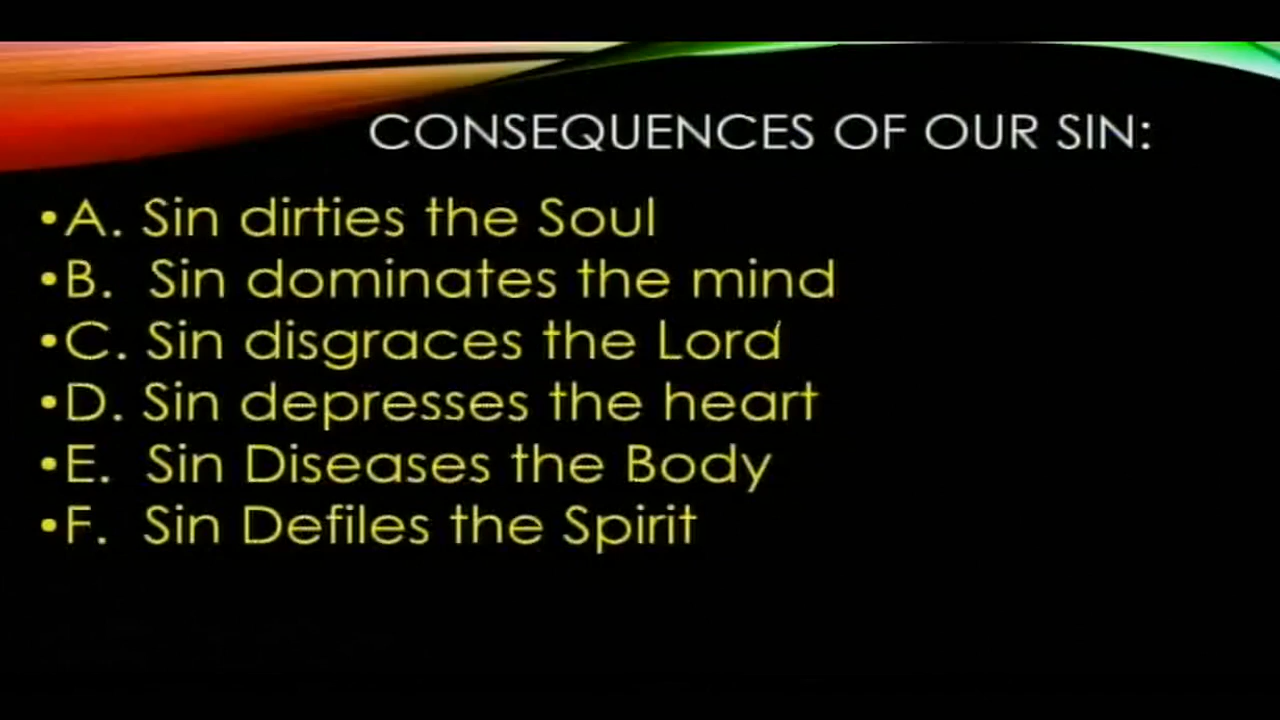 CONSEQUENCES OF OUR SIN:
•A. Sin dirties the Soul
•B. Sin dominates the mind
•C. Sin disgraces the Lord
•D. Sin depresses the heart
•E. Sin Diseases the Body
•F. Sin Defiles the Spirit